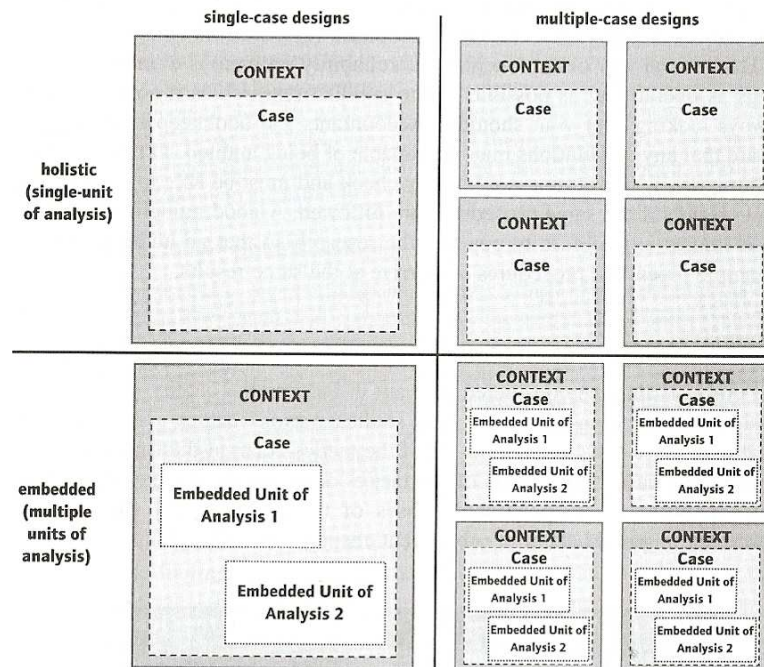 single-case designs
multiple-case designs
holistic
(single-unit
of analysis)
CONTEXT
Case
CONTEXT
Case
CONTEXT
Case
CONTEXT
Case
CONTEXT
Case
embedded
(multiple
units of
analysis)
CONTEXT
Case
Embedded Unit of
Analysis 1
Embedded Unit of
Analysis 2
CONTEXT
Case
Embedded Unit of
Analysis 1
Embedded Unit of
Analysis 2
CONTEXT
Case
Embedded Unit of
Analysis 1
Embedded Unit of
Analysis 2
CONTEXT
Case
Embedded Unit of
Analysis 1
Embedded Unit of
Analysis 2
CONTEXT
Case
Embedded Unit of
Analysis 1
Embedded Unit of
Analysis 2